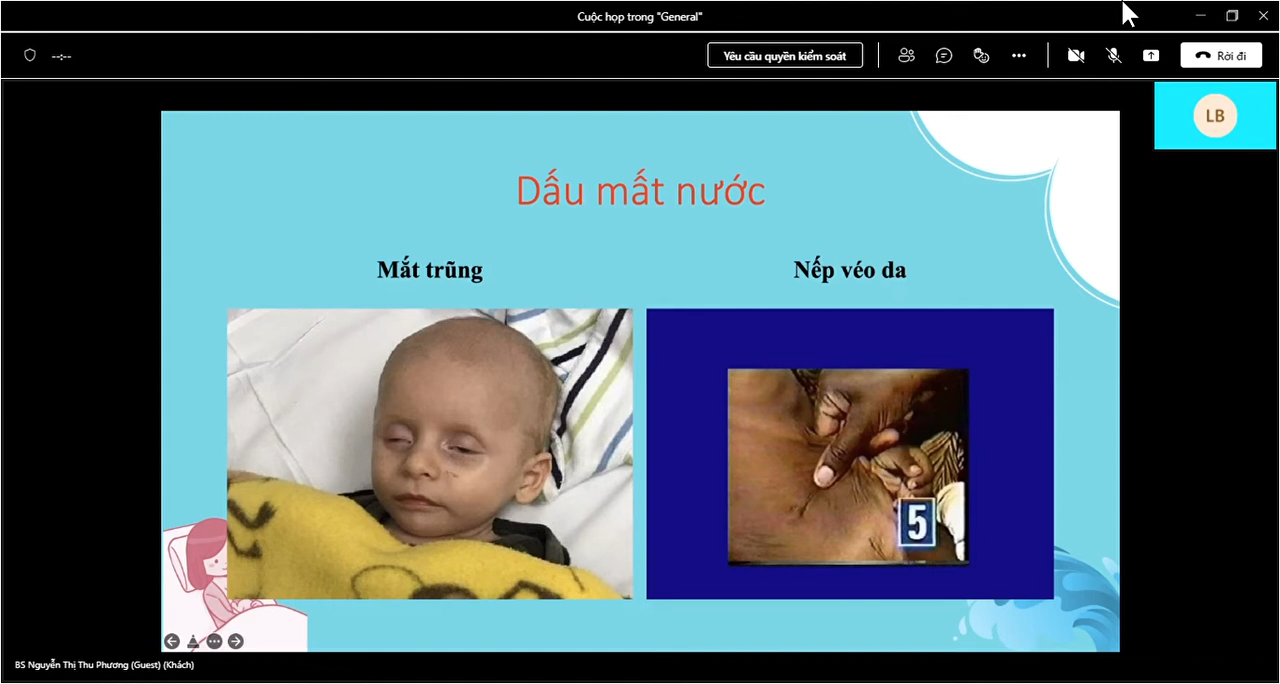 Cuộc họp trong "General"
--:--
Yêu cầu quyền kiểm soát
Rời đi
LB
Dấu mất nước
Mắt trũng
Nếp véo da
5
BS Nguyễn Thị Thu Phương (Guest) (Khách)